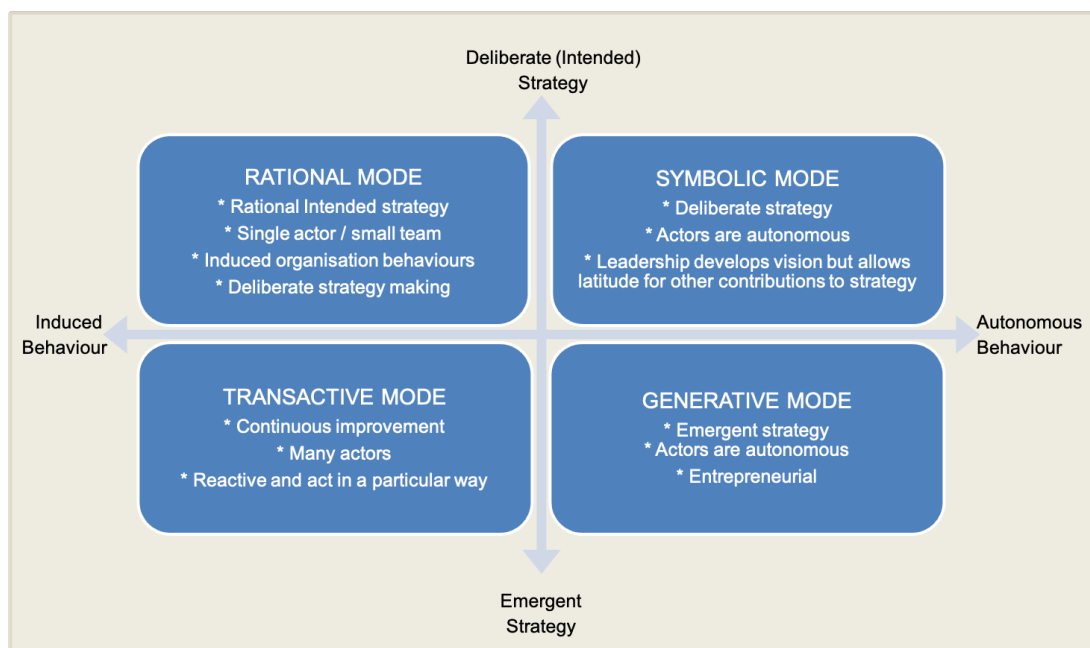 Deliberate (Intended)
Strategy
RATIONAL MODE
* Rational Intended strategy
* Single actor / small team
* Induced organisation behaviours
* Deliberate strategy making
SYMBOLIC MODE
* Deliberate strategy
* Actors are autonomous
* Leadership develops vision but allows
latitude for other contributions to strategy
Induced
Behaviour
Autonomous
Behaviour
TRANSACTIVE MODE
* Continuous improvement
* Many actors
* Reactive and act in a particular way
GENERATIVE MODE
* Emergent strategy
* Actors are autonomous
* Entrepreneurial
Emergent
Strategy